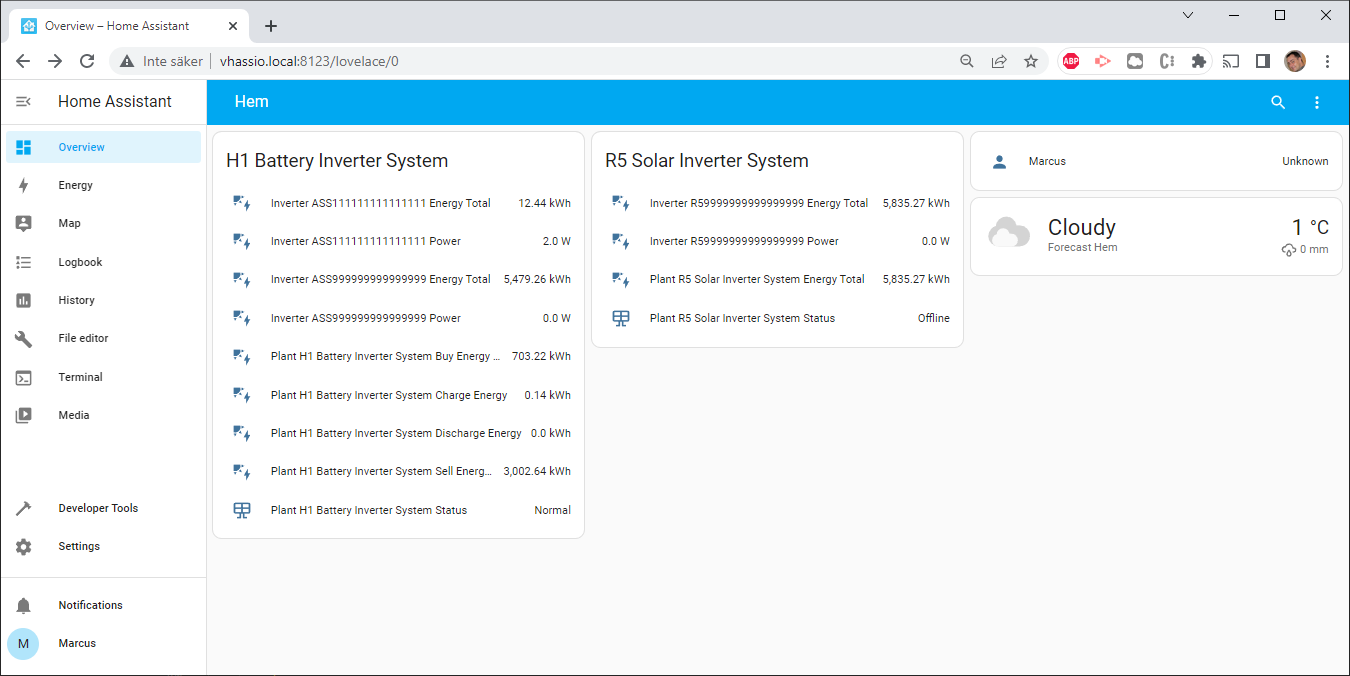 Overview – Home Assistant
Inte säker
vhassio.local:8123/lovelace/0
ABP
Home Assistant
Hem
Overview
Energy
Map
Logbook
History
File editor
Terminal
Media
Developer Tools
Settings
Notifications
M Marcus
H1 Battery Inverter System
Inverter ASS111111111111111 Energy Total 12.44 kWh
Inverter ASS111111111111111 Power 2.0 W
Inverter ASS999999999999999 Energy Total 5,479.26 kWh
Inverter ASS999999999999999 Power 0.0 W
Plant H1 Battery Inverter System Buy Energy ... 703.22 kWh
Plant H1 Battery Inverter System Charge Energy 0.14 kWh
Plant H1 Battery Inverter System Discharge Energy 0.0 kWh
Plant H1 Battery Inverter System Sell Energ... 3,002.64 kWh
Plant H1 Battery Inverter System Status Normal
R5 Solar Inverter System
Inverter R59999999999999999 Energy Total 5,835.27 kWh
Inverter R59999999999999999 Power 0.0 W
Plant R5 Solar Inverter System Energy Total 5,835.27 kWh
Plant R5 Solar Inverter System Status Offline
Marcus Unknown
Cloudy 1 °C
Forecast Hem 0 mm